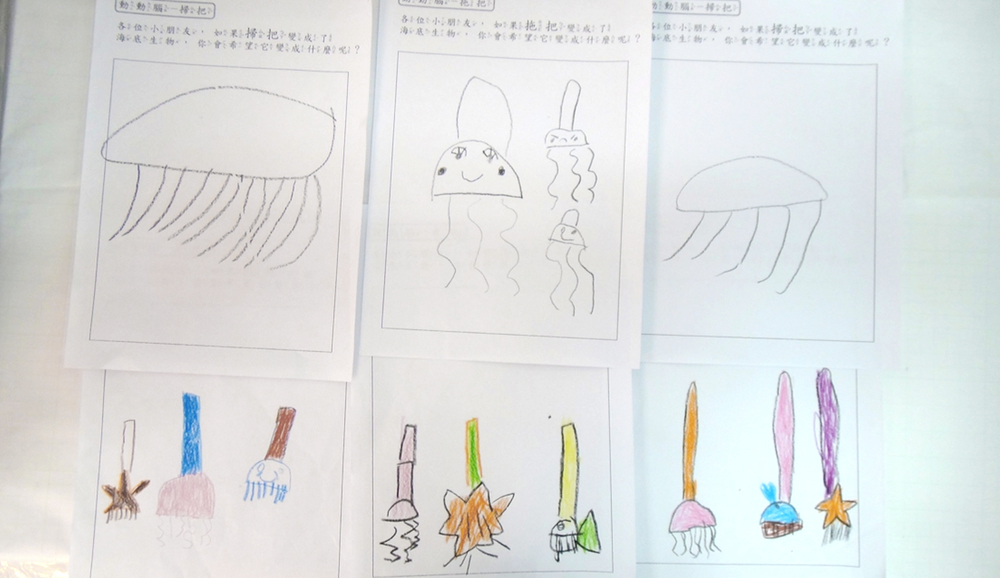 動動腦—掃把
各位小朋友，如果掃把變成了
海底生物，你會希望它變成什麼呢？
動動腦—拖把
各位小朋友，如果拖把變成了
海底生物，你會希望它變成什麼呢？
動動腦—掃把
各位小朋友，如果掃把變成了
海底生物，你會希望它變成什麼呢？